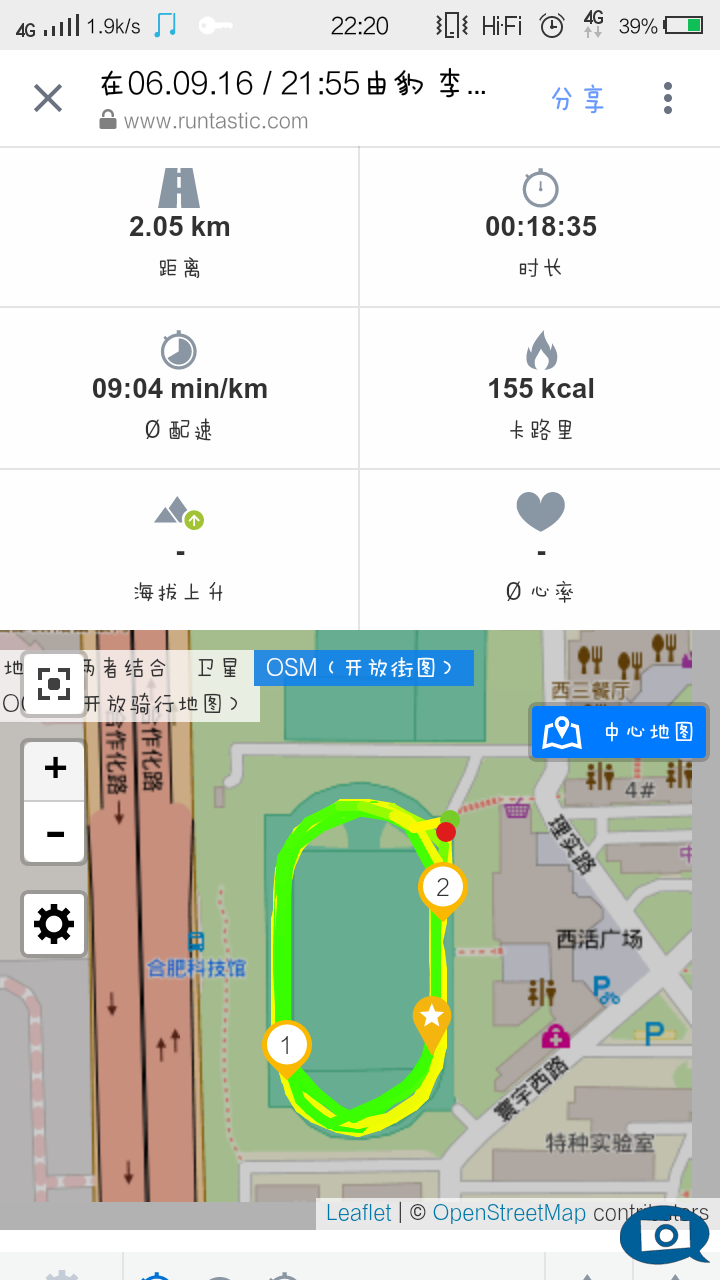 4G 1.9k/s 22:20 Hi·Fi 4G 39%
在06.09.16 / 21:55由豹 李...
www.runtastic.com
分享
2.05 km
距离
00:18:35
时长
09:04 min/km
Ø 配速
155 kcal
卡路里
-
海拔上升
-
Ø 心率
两者结合 卫星 OSM（开放街图）
开放骑行地图）
西三餐厅
中心地图
+
-
作化路
作化路
4#
理实路
2
西活广场
合肥科技馆
P
1
P
寰宇西路
特种实验室
Leaflet | © OpenStreetMap contributors